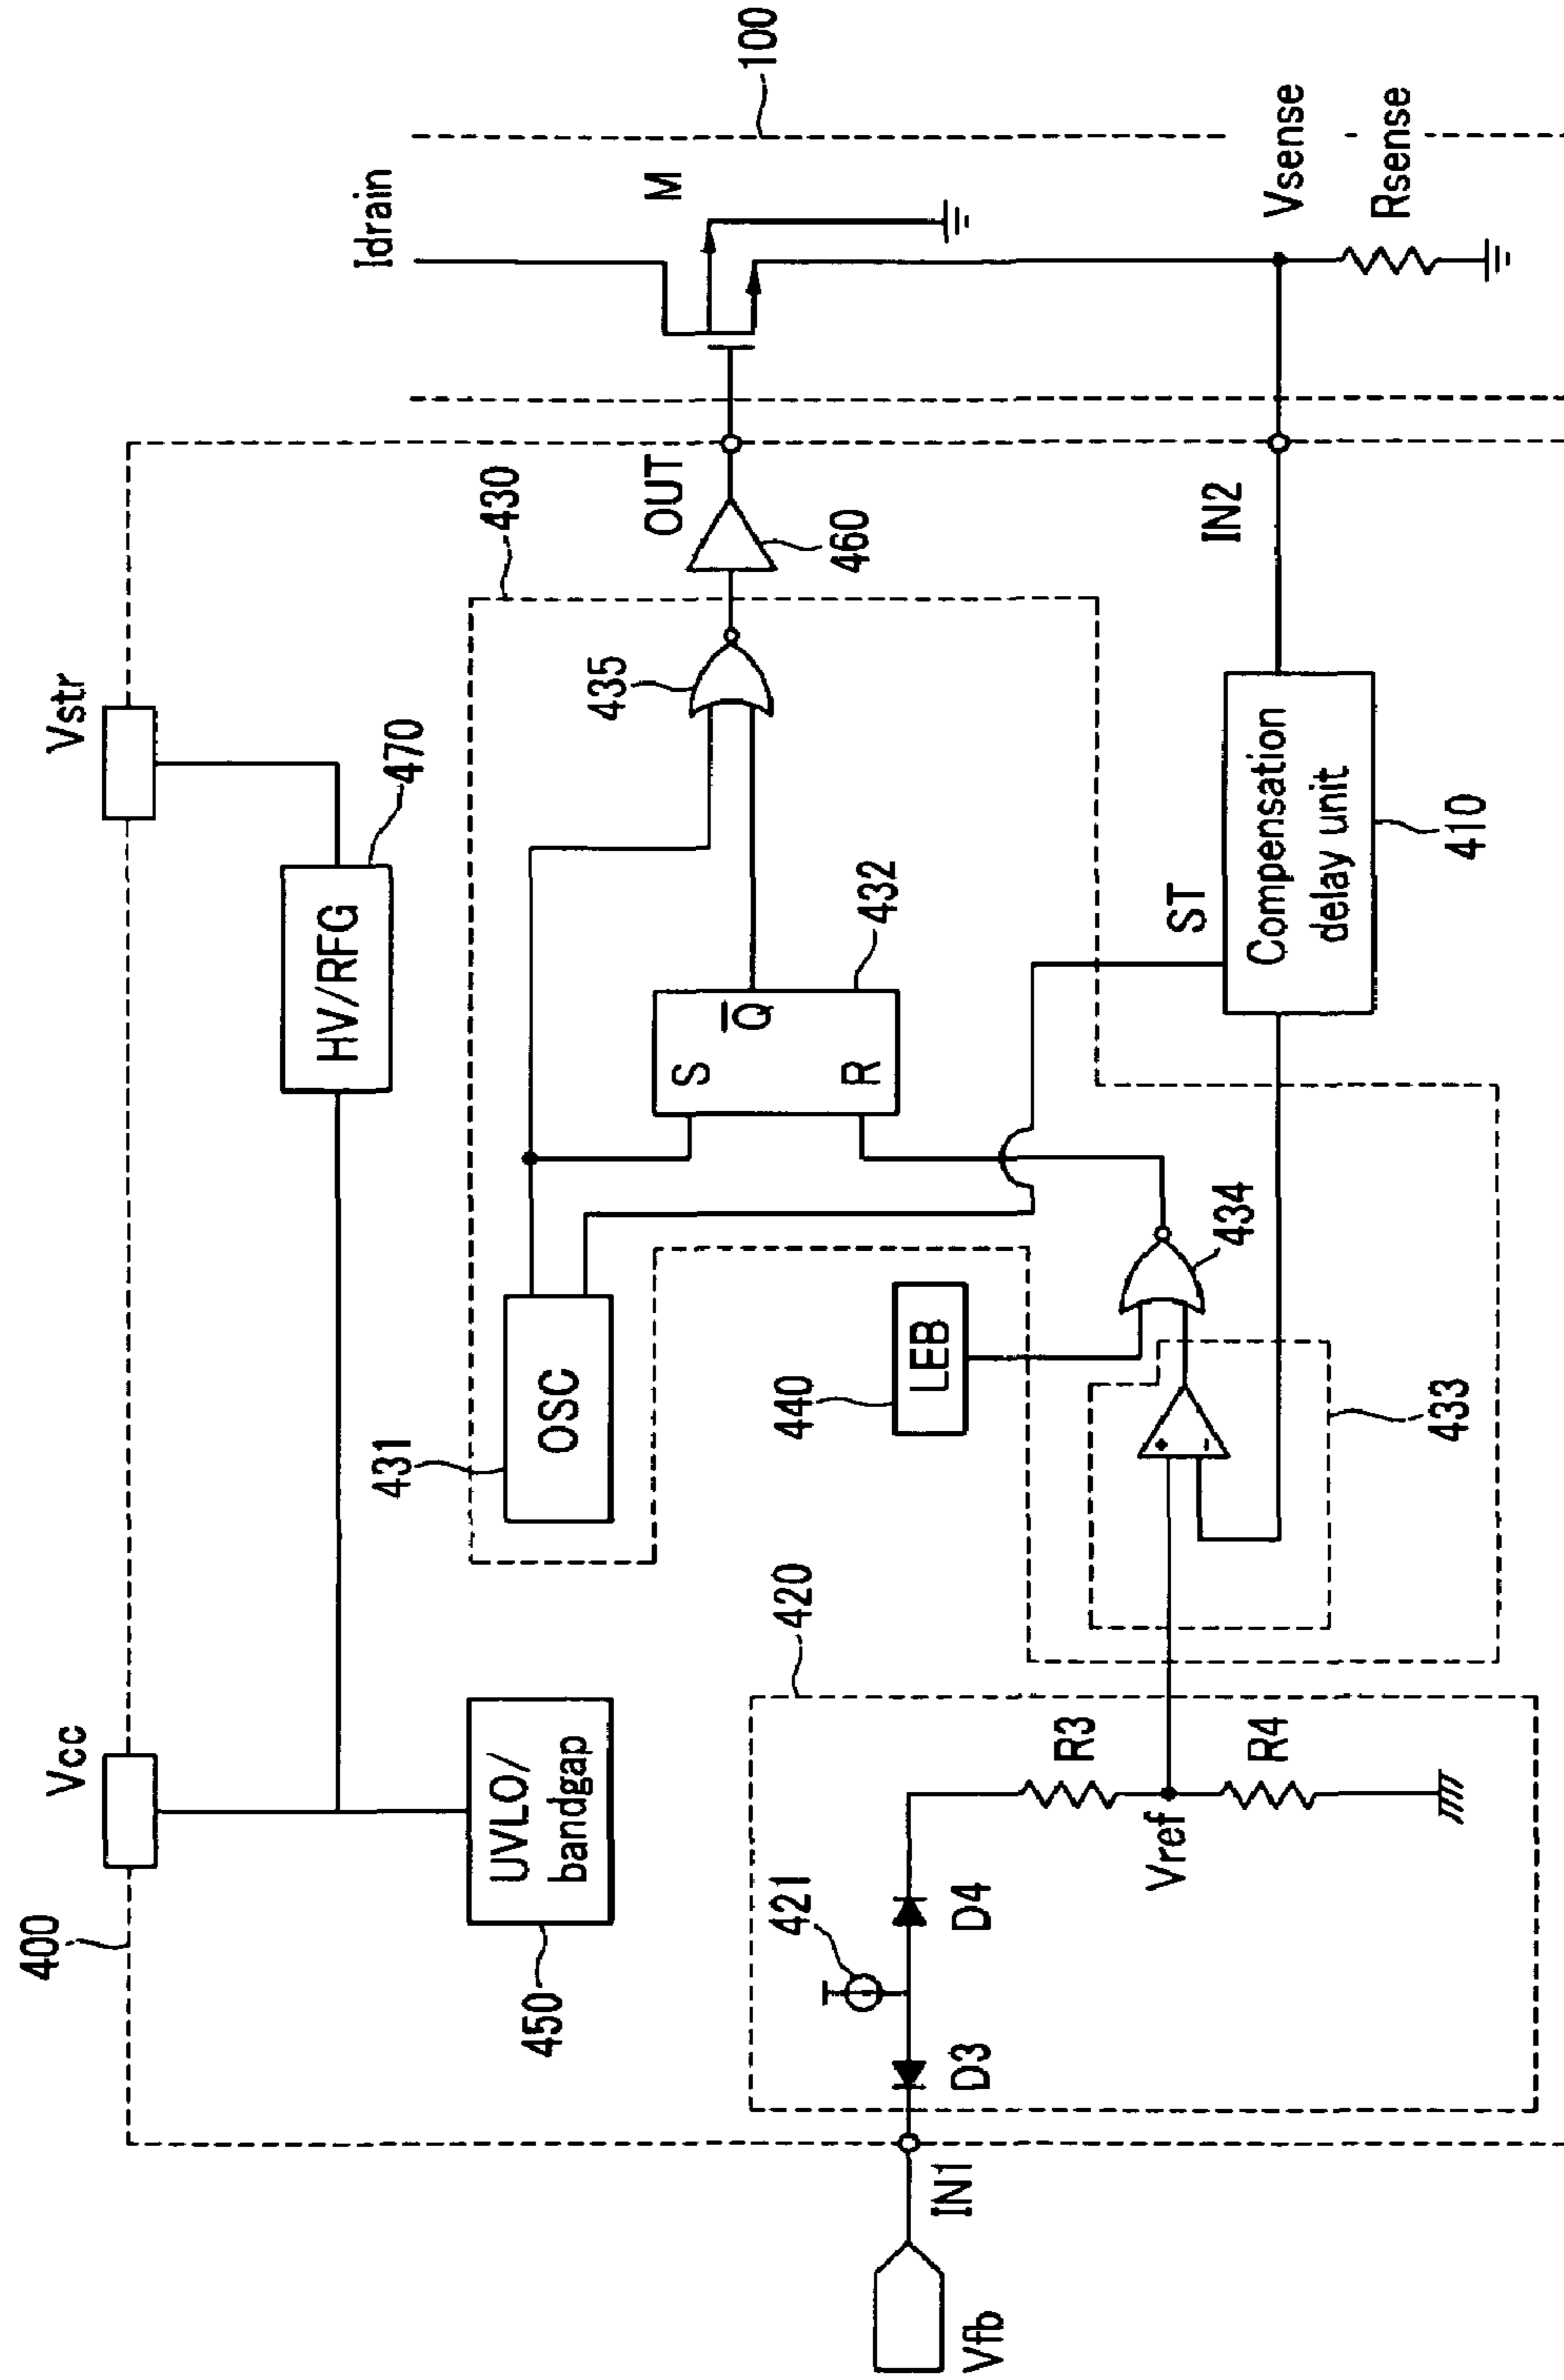 400
Vcc
Vstr
HV/RFG
470
UVLO/
bandgap
450
Idrain
M
100
430
431
OSC
S
Q
R
432
435
OUT
460
420
421
D3
D4
R3
Vref
R4
Vfb
IN1
440
LEB
434
433
ST
Compensation
delay unit
410
IN2
Vsense
Rsense